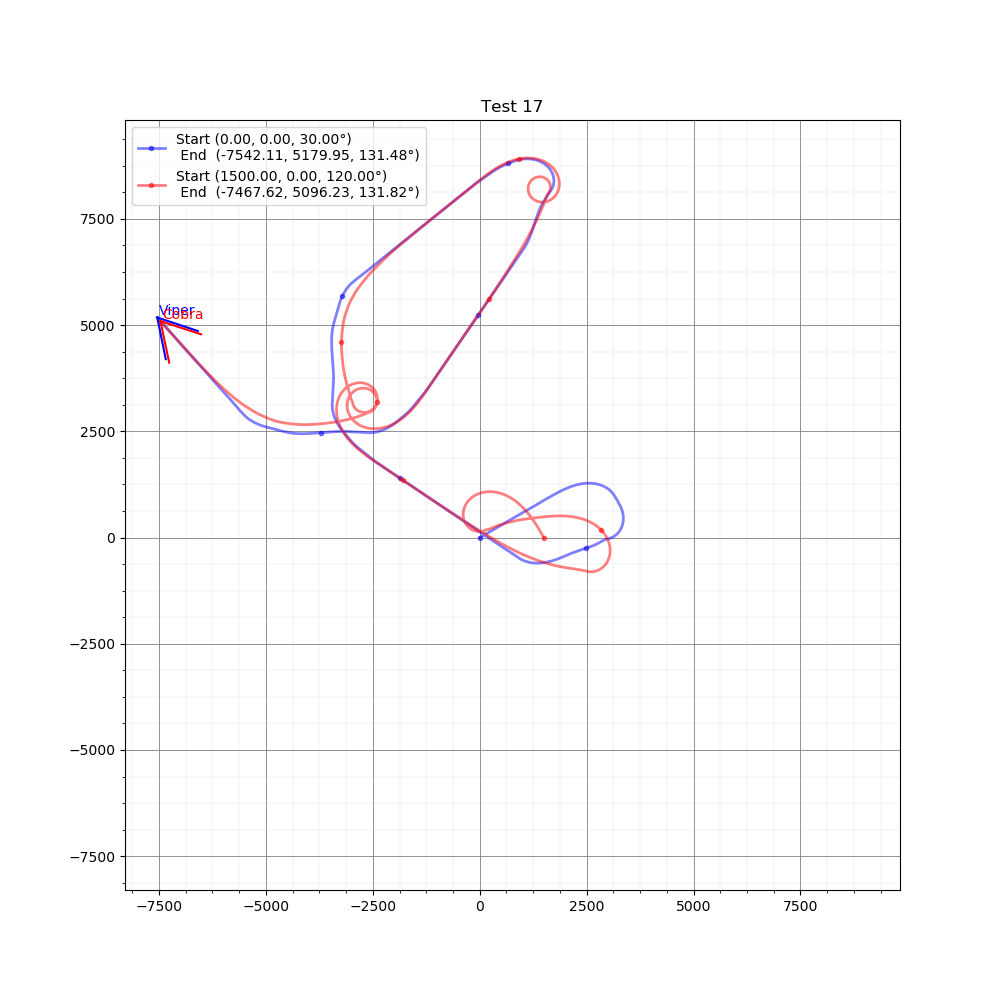 Test 17
Start (0.00, 0.00, 30.00°)
End (-7542.11, 5179.95, 131.48°)
Start (1500.00, 0.00, 120.00°)
End (-7467.62, 5096.23, 131.82°)
7500
5000
2500
0
−2500
−5000
−7500
Viper
Cobra
−7500 −5000 −2500 0 2500 5000 7500